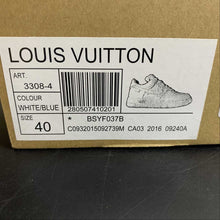 LOUIS VUITTON
ART.
3308-4
COLOUR
WHITE/BLUE
280507410201
SIZE
40
* BSYF037B
C0932015092739M CA03 2016 09240A